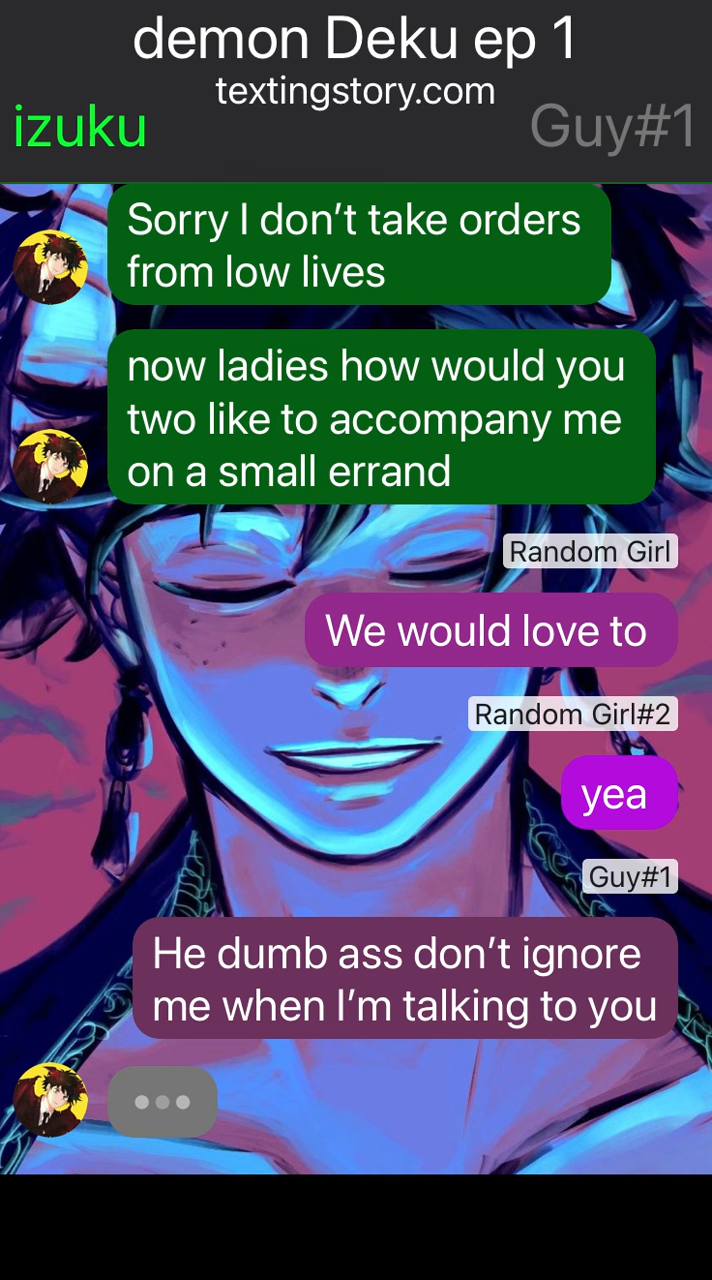 demon Deku ep 1
textingstory.com
izuku
Guy#1
Sorry I don’t take orders
from low lives
now ladies how would you
two like to accompany me
on a small errand
Random Girl
We would love to
Random Girl#2
yea
Guy#1
He dumb ass don’t ignore
me when I’m talking to you